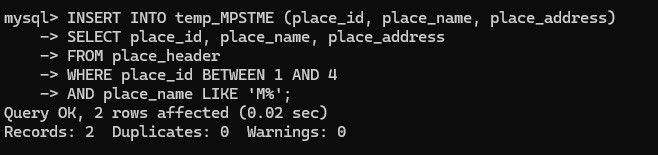 mysql> INSERT INTO temp_MPSTME (place_id, place_name, place_address)
    -> SELECT place_id, place_name, place_address
    -> FROM place_header
    -> WHERE place_id BETWEEN 1 AND 4
    -> AND place_name LIKE 'M%';
Query OK, 2 rows affected (0.02 sec)
Records: 2  Duplicates: 0  Warnings: 0